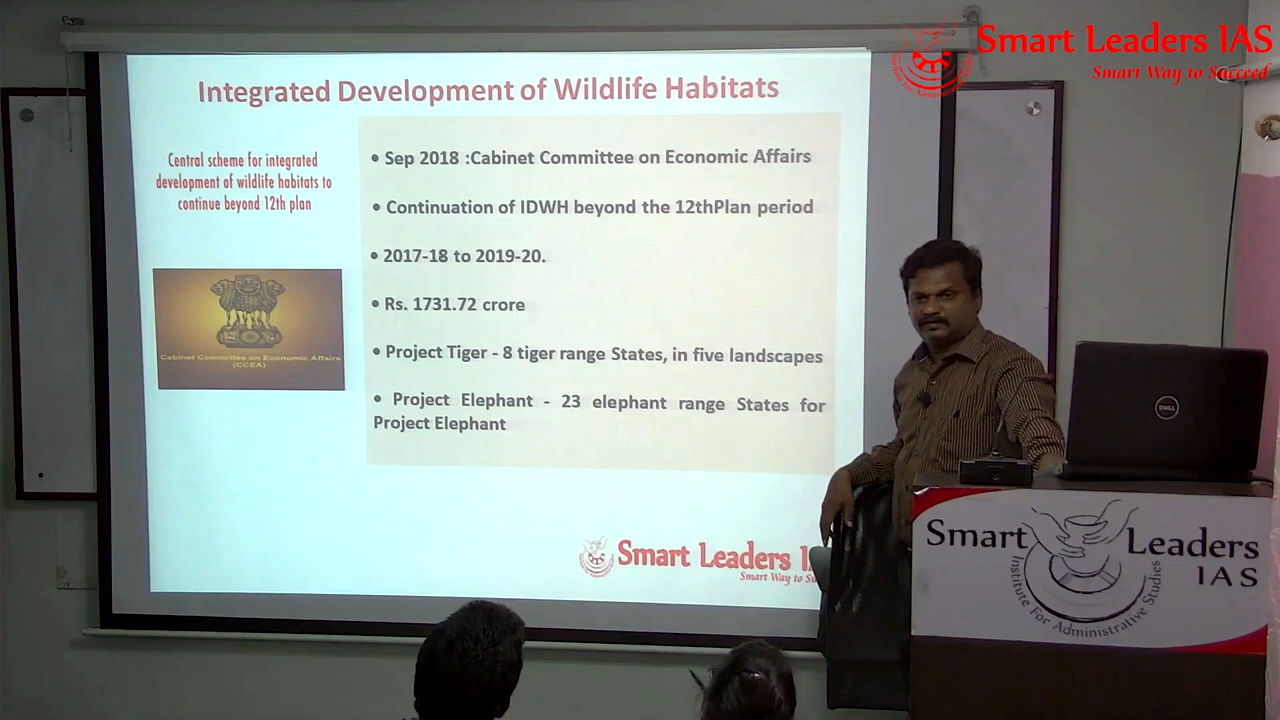 Smart Leaders IAS
Smart Way to Succeed
Integrated Development of Wildlife Habitats
Central scheme for integrated
development of wildlife habitats to
continue beyond 12th plan
Cabinet Committee on Economic Affairs
(CCEA)
• Sep 2018 :Cabinet Committee on Economic Affairs
• Continuation of IDWH beyond the 12thPlan period
• 2017-18 to 2019-20.
• Rs. 1731.72 crore
• Project Tiger - 8 tiger range States, in five landscapes
• Project Elephant - 23 elephant range States for
Project Elephant
Smart Leaders I
Smart Way to Su
DELL
Smart Leaders
IAS
Institute For Administrative Studies